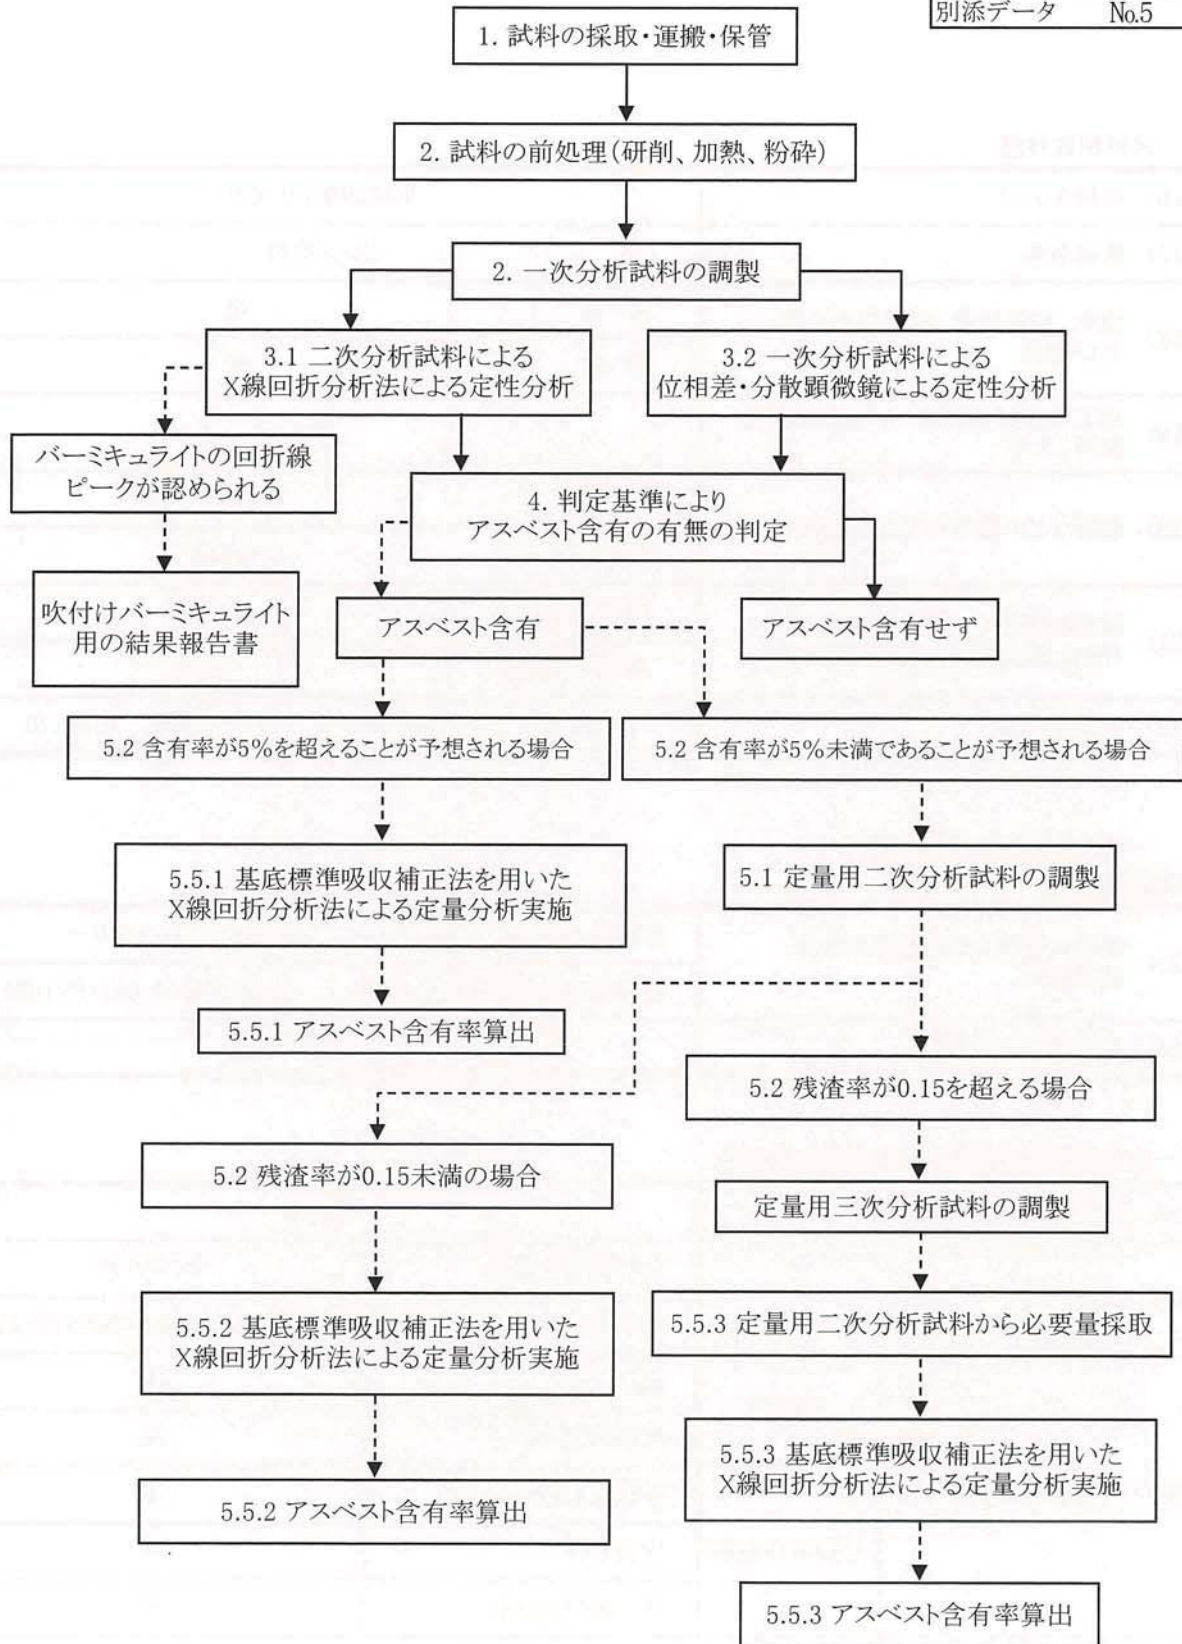 別添データ No.5
1. 試料の採取・運搬・保管
2. 試料の前処理(研削、加熱、粉砕)
2. 一次分析試料の調製
3.1 二次分析試料による
X線回折分析法による定性分析
3.2 一次分析試料による
位相差・分散顕微鏡による定性分析
バーミキュライトの回折線
ピークが認められる
4. 判定基準により
アスベスト含有の有無の判定
吹付けバーミキュライト
用の結果報告書
アスベスト含有
アスベスト含有せず
5.2 含有率が5%を超えることが予想される場合
5.2 含有率が5%未満であることが予想される場合
5.5.1 基底標準吸収補正法を用いた
X線回折分析法による定量分析実施
5.1 定量用二次分析試料の調製
5.5.1 アスベスト含有率算出
5.2 残渣率が0.15を超える場合
5.2 残渣率が0.15未満の場合
定量用三次分析試料の調製
5.5.2 基底標準吸収補正法を用いた
X線回折分析法による定量分析実施
5.5.3 定量用二次分析試料から必要量採取
5.5.3 基底標準吸収補正法を用いた
X線回折分析法による定量分析実施
5.5.2 アスベスト含有率算出
5.5.3 アスベスト含有率算出